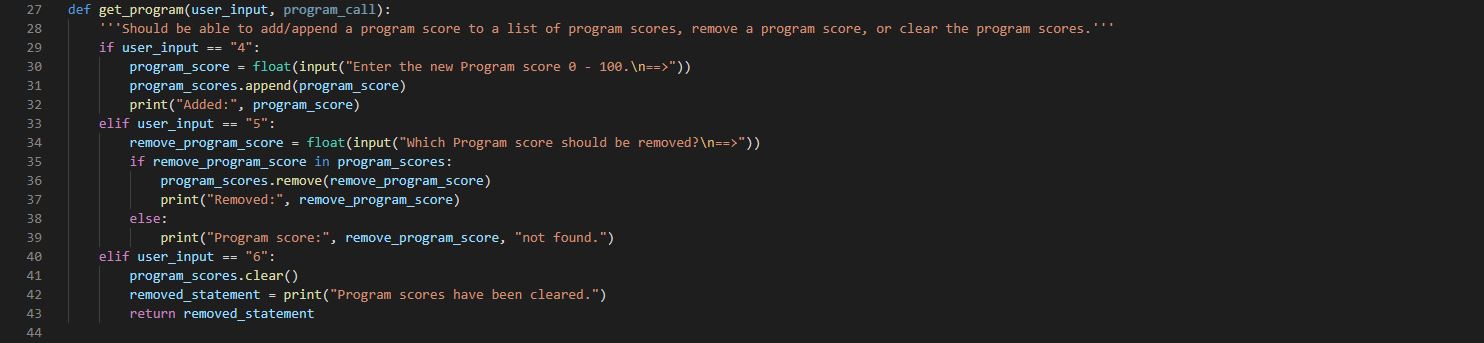 27 def get_program(user_input, program_call):
28     '''Should be able to add/append a program score to a list of program scores, remove a program score, or clear the program scores.'''
29     if user_input == "4":
30         program_score = float(input("Enter the new Program score 0 - 100.\n==>"))
31         program_scores.append(program_score)
32         print("Added:", program_score)
33     elif user_input == "5":
34         remove_program_score = float(input("Which Program score should be removed?\n==>"))
35         if remove_program_score in program_scores:
36             program_scores.remove(remove_program_score)
37             print("Removed:", remove_program_score)
38         else:
39             print("Program score:", remove_program_score, "not found.")
40     elif user_input == "6":
41         program_scores.clear()
42         removed_statement = print("Program scores have been cleared.")
43         return removed_statement
44